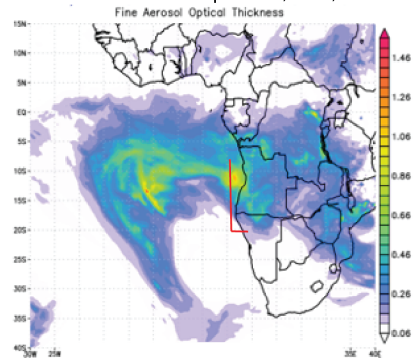 Fine Aerosol Optical Thickness
15N
10N
5N
EQ
5S
10S
15S
20S
25S
30S
35S
40S
30W 25W 35E 40E
1.46
1.26
1.06
0.86
0.66
0.46
0.26
0.06